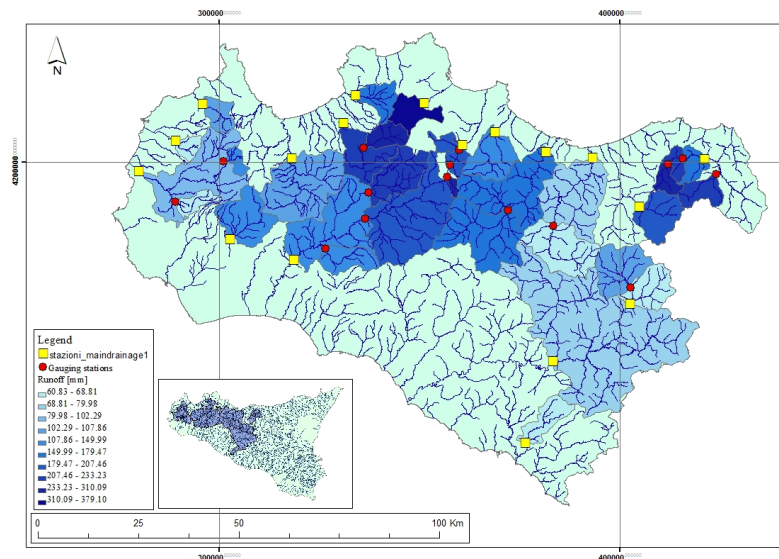 300000
400000
N
4200000
4200000
Legend
stazioni_maindrainage1
Gauging stations
Runoff [mm]
60.83 - 68.81
68.81 - 79.98
79.98 - 102.29
102.29 - 107.86
107.86 - 149.99
149.99 - 179.47
179.47 - 207.46
207.46 - 233.23
233.23 - 310.09
310.09 - 379.10
0
25
50
100 Km
300000
400000